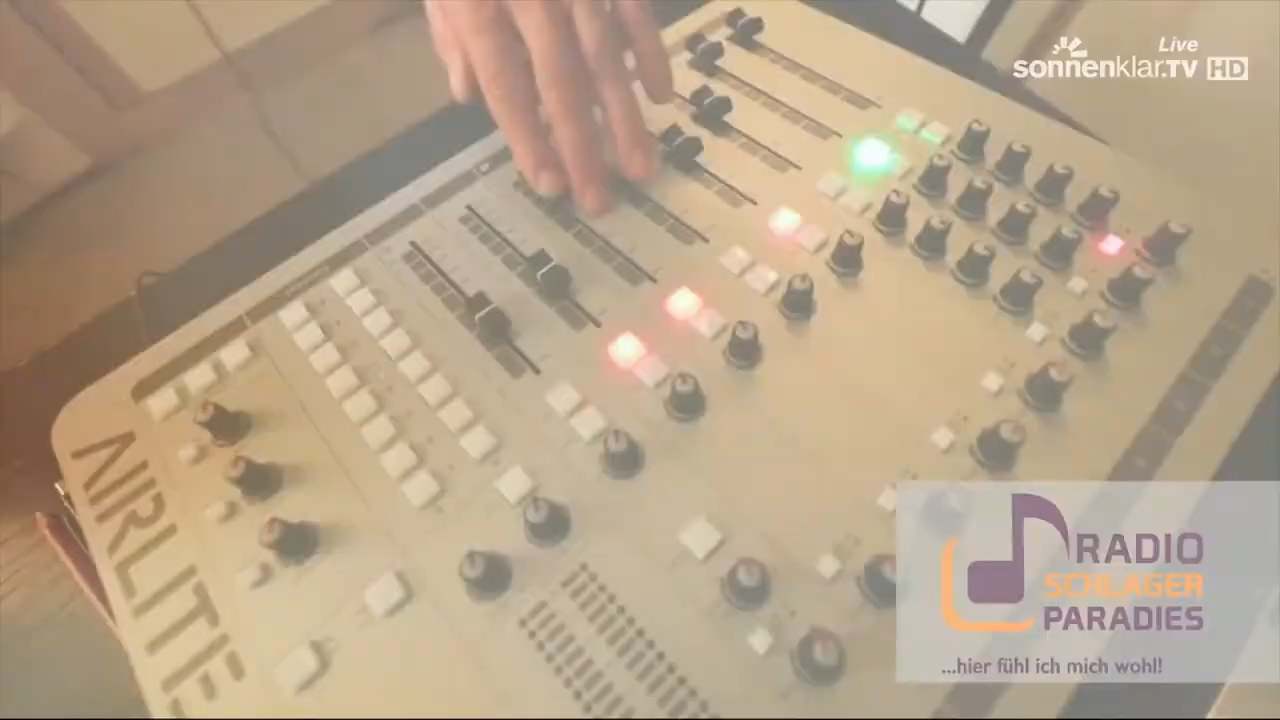 Live
sonnenklar.TV HD
AIRLITE
RADIO
SCHLAGER
PARADIES
...hier fühl ich mich wohl!